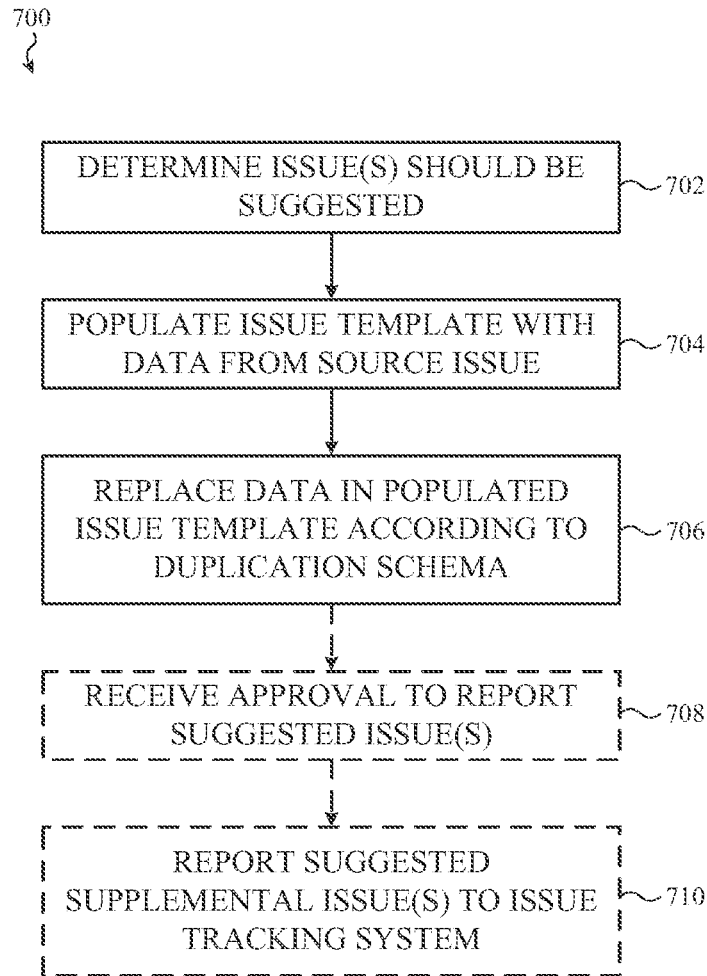 700
DETERMINE ISSUE(S) SHOULD BE
SUGGESTED
702
POPULATE ISSUE TEMPLATE WITH
DATA FROM SOURCE ISSUE
704
REPLACE DATA IN POPULATED
ISSUE TEMPLATE ACCORDING TO
DUPLICATION SCHEMA
706
RECEIVE APPROVAL TO REPORT
SUGGESTED ISSUE(S)
708
REPORT SUGGESTED
SUPPLEMENTAL ISSUE(S) TO ISSUE
TRACKING SYSTEM
710